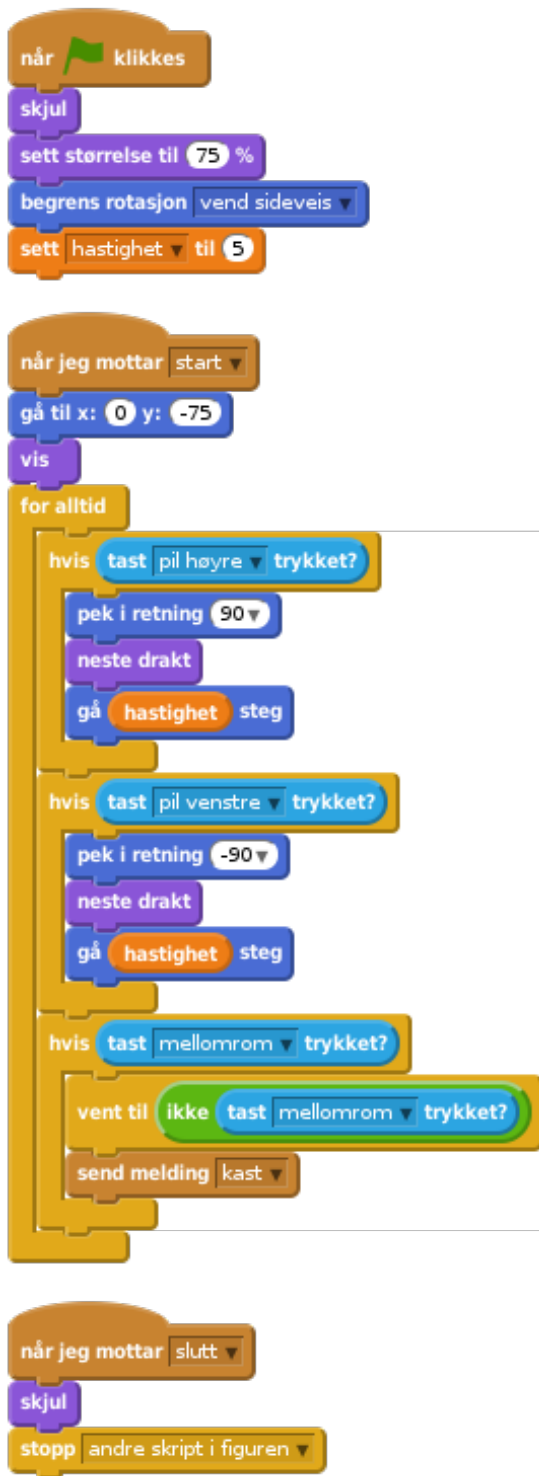 når klikkes
skjul
sett størrelse til 75 %
begrens rotasjon vend sideveis
sett hastighet til 5
når jeg mottar start
gå til x: 0 y: -75
vis
for alltid
hvis tast pil høyre trykket?
pek i retning 90
neste drakt
gå hastighet steg
hvis tast pil venstre trykket?
pek i retning -90
neste drakt
gå hastighet steg
hvis tast mellomrom trykket?
vent til ikke tast mellomrom trykket?
send melding kast
når jeg mottar slutt
skjul
stopp andre skript i figuren